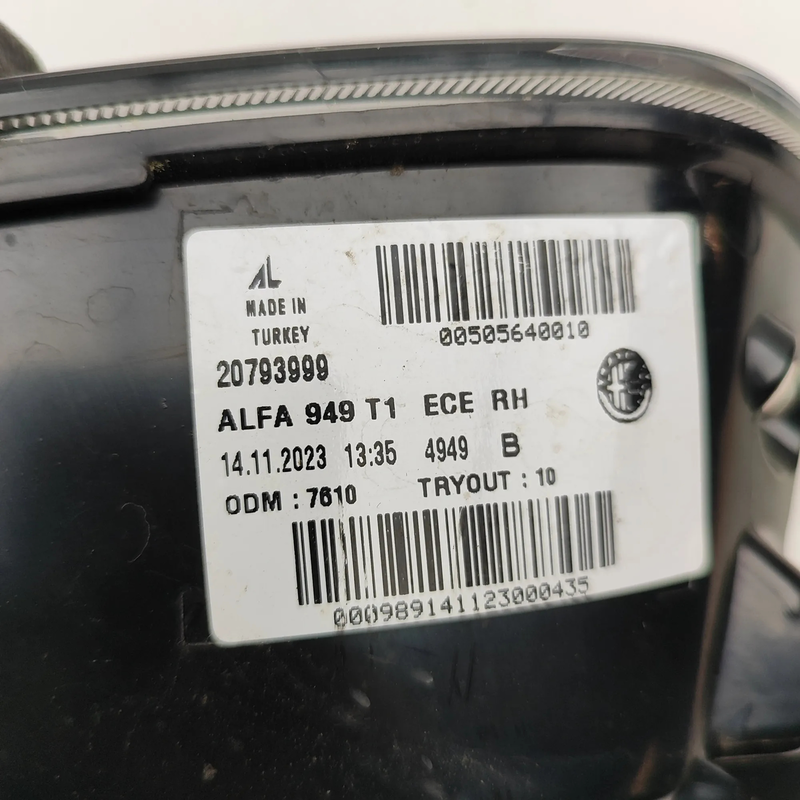 AL
MADE IN
TURKEY
00505640010
20793999
ALFA 949 T1 ECE RH
14.11.2023 13:35 4949 B
ODM : 7610 TRYOUT : 10
000989141123000435